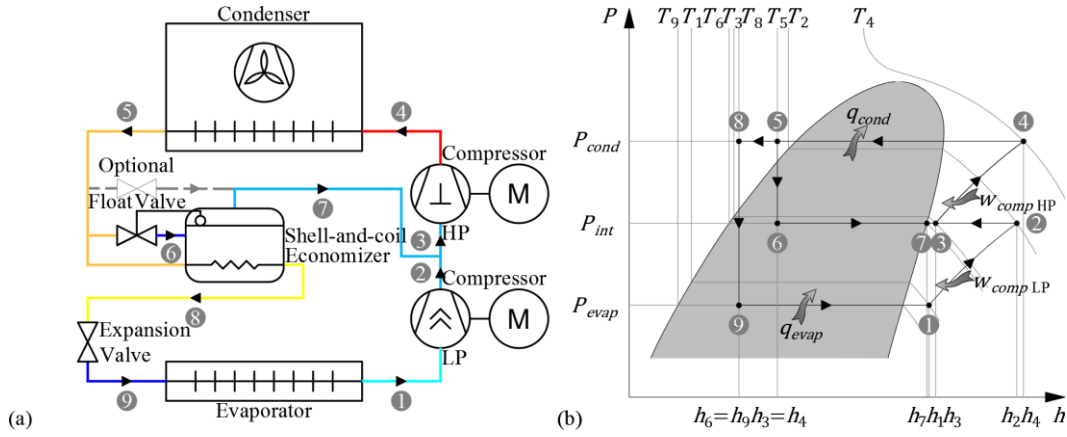 Condenser
5
4
Optional
Float Valve
Compressor
M
HP
7
3
6
Shell-and-coil
Economizer
2
Compressor
M
LP
8
Expansion
Valve
9
Evaporator
1
(a)
P
T9 T1 T6 T3 T8 T5 T2 T4
Pcond
8 5 qcond 4
Pint
6 7 3 wcomp HP 2
Pevap
9 qevap 1 wcomp LP
h6=h9 h3=h4 h7 h1 h3 h2 h4 h
(b)